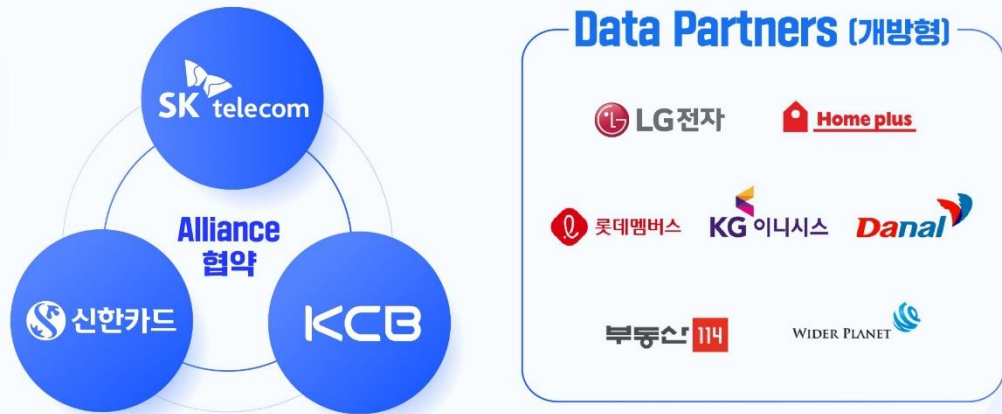 SK telecom
Alliance
협약
신한카드
KCB
Data Partners (개방형)
LG전자
Home plus
롯데멤버스
KG 이니시스
Danal
부동산 114
WIDER PLANET